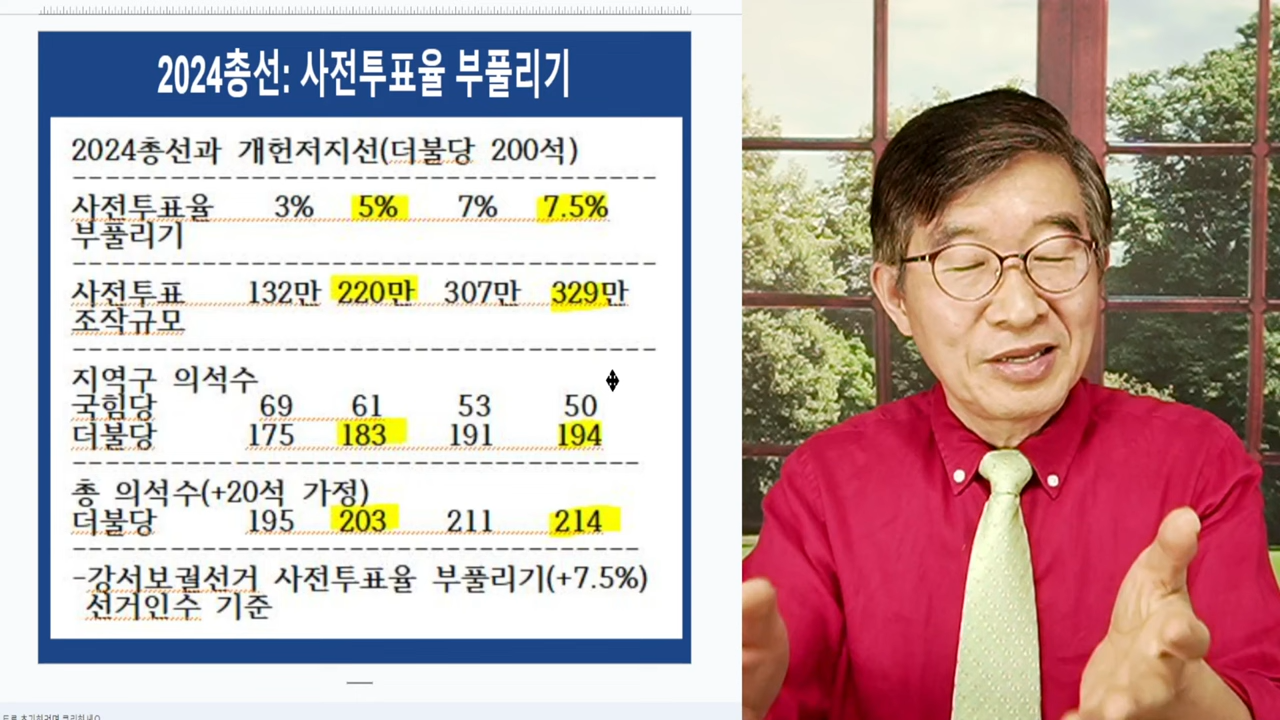 2024총선: 사전투표율 부풀리기
2024총선과 개헌저지선(더불당 200석)
사전투표율 3% 5% 7% 7.5%
부풀리기
사전투표 132만 220만 307만 329만
조작규모
지역구 의석수
국힘당 69 61 53 50
더불당 175 183 191 194
총 의석수(+20석 가정)
더불당 195 203 211 214
-강서보궐선거 사전투표율 부풀리기(+7.5%)
선거인수 기준